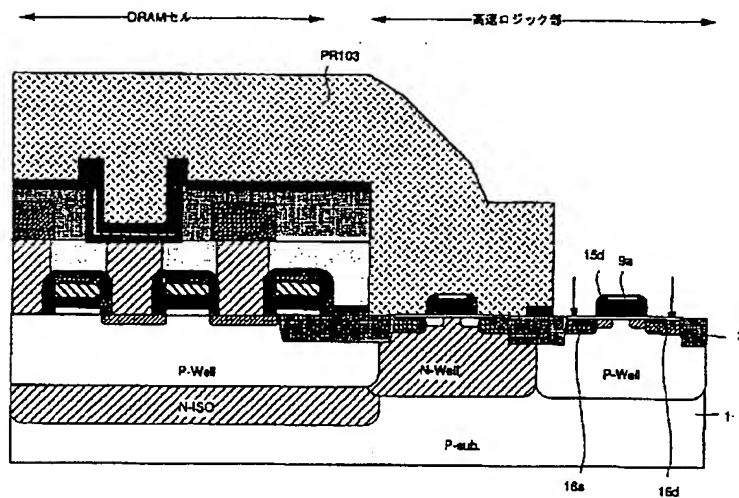 DRAMセル
高速ロジック部
PR103
15d
9a
P-Well
N-Well
P-Well
N-ISO
P-sub.
1
16s
16d